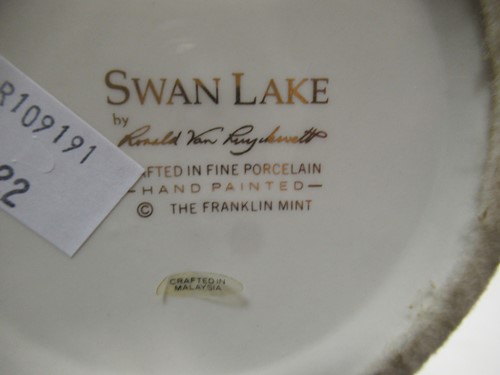 SWAN LAKE
by Ronald Van Ruyckevelt
AFTED IN FINE PORCELAIN
HAND PAINTED
© THE FRANKLIN MINT
CRAFTED IN
MALAYSIA
R109191
22